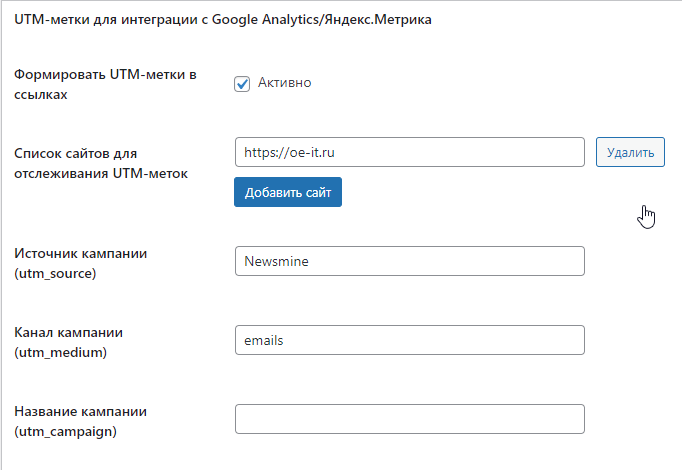 UTM-метки для интеграции с Google Analytics/Яндекс.Метрика
Формировать UTM-метки в
ссылках
Активно
Список сайтов для
отслеживания UTM-меток
https://oe-it.ru
Удалить
Добавить сайт
Источник кампании
(utm_source)
Newsmine
Канал кампании
(utm_medium)
emails
Название кампании
(utm_campaign)